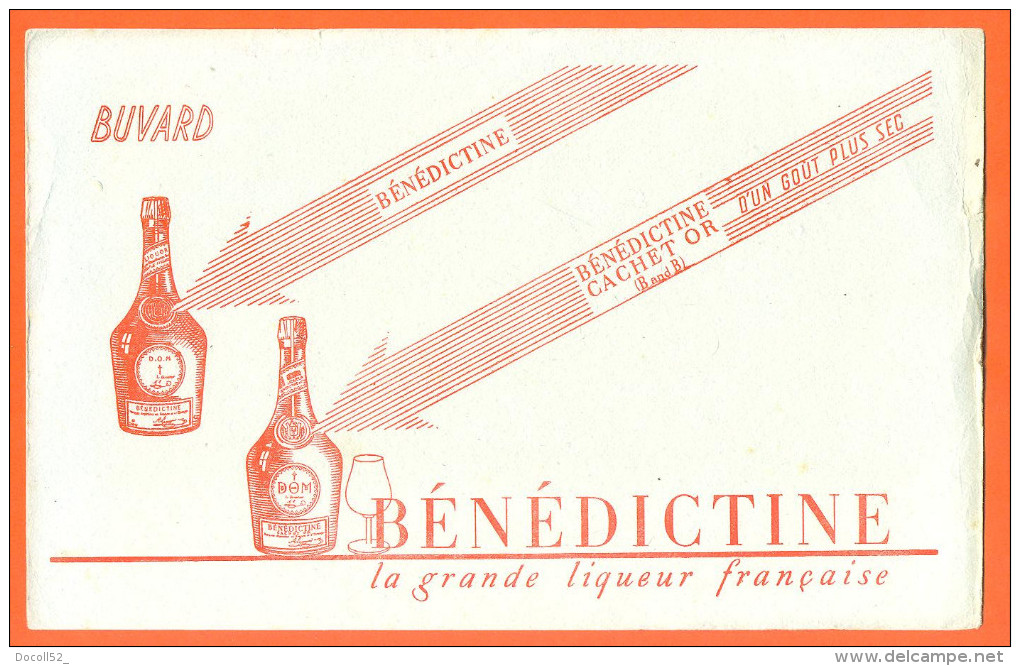 BUVARD
BÉNÉDICTINE
BÉNÉDICTINE
CACHET OR
(B and B)
D'UN GOUT PLUS SEC
D.O.M
BÉNÉDICTINE
DOM
BÉNÉDICTINE
BÉNÉDICTINE
la grande liqueur française
Docoll52_
www.delcampe.net